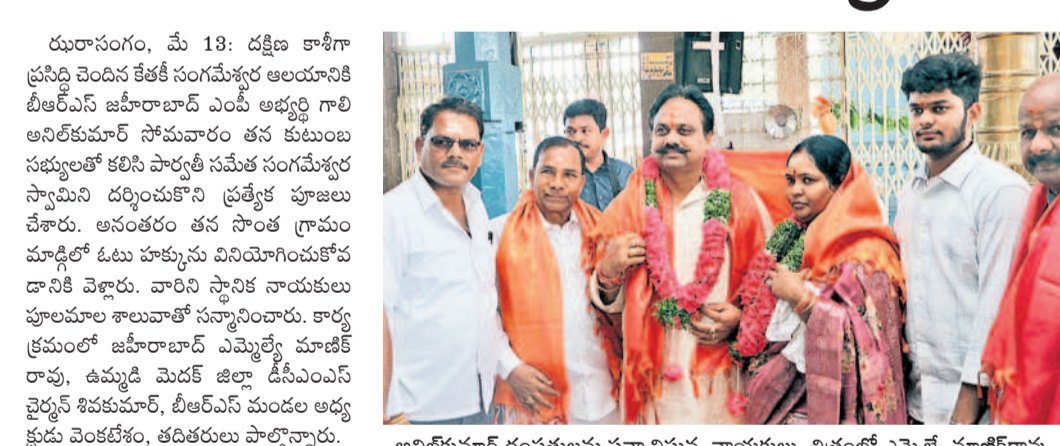 ఝరాసంగం, మే 13: దక్షిణ కాశీగా
ప్రసిద్ధి చెందిన కేతకీ సంగమేశ్వర ఆలయానికి
బీఆర్ఎస్ జహీరాబాద్ ఎంపీ అభ్యర్థి గాలి
అనిల్‌కుమార్ సోమవారం తన కుటుంబ
సభ్యులతో కలిసి పార్వతీ సమేత సంగమేశ్వర
స్వామిని దర్శించుకొని ప్రత్యేక పూజలు
చేశారు. అనంతరం తన సొంత గ్రామం
మాడ్గిలో ఓటు హక్కును వినియోగించుకోవ
డానికి వెళ్లారు. వారిని స్థానిక నాయకులు
పూలమాల శాలువాతో సన్మానించారు. కార్య
క్రమంలో జహీరాబాద్ ఎమ్మెల్యే మాణిక్
రావు, ఉమ్మడి మెదక్ జిల్లా డీసీఎంఎస్
చైర్మన్ శివకుమార్, బీఆర్ఎస్ మండల అధ్య
క్షుడు వెంకటేశం, తదితరులు పాల్గొన్నారు.